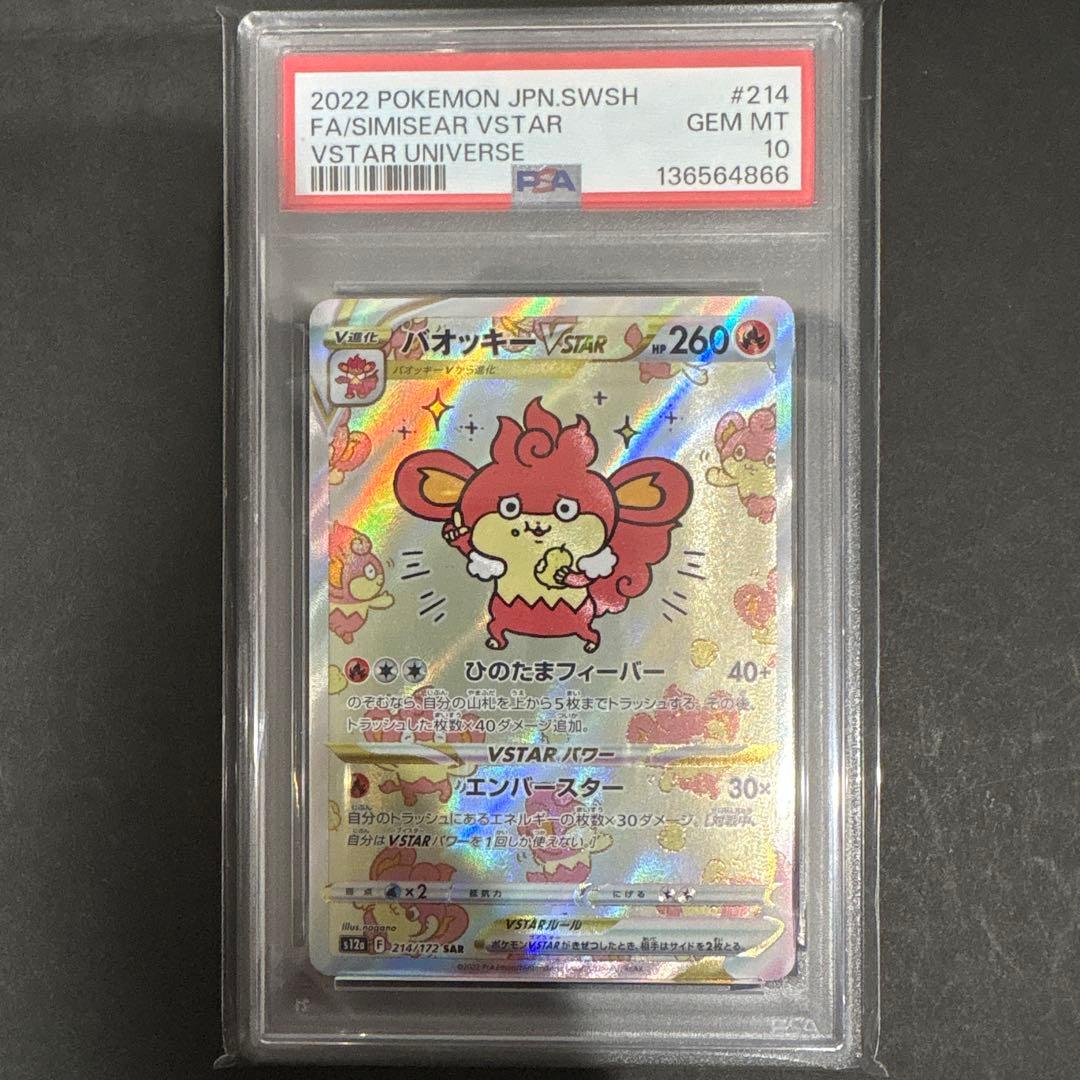 2022 POKEMON JPN.SWSH #214
FA/SIMISEAR VSTAR GEM MT
VSTAR UNIVERSE 10
PSA 136564866
V進化 バオッキーVSTAR HP 260
バオッキーVから進化
ひのたまフィーバー 40+
のぞむなら、自分の山札を上から5枚までトラッシュする。その後、
トラッシュした枚数×40ダメージ追加。
VSTARパワー
エンバースター 30×
自分のトラッシュにあるエネルギーの枚数×30ダメージ。
自分はVSTARパワーを1回しか使えない。]
弱点 ×2 抵抗力 にげる
Illus.nagano
VSTARルール
s12a F 214/172 SAR
ポケモンVSTARがきぜつしたとき、相手はサイドを2枚とる。
PSA